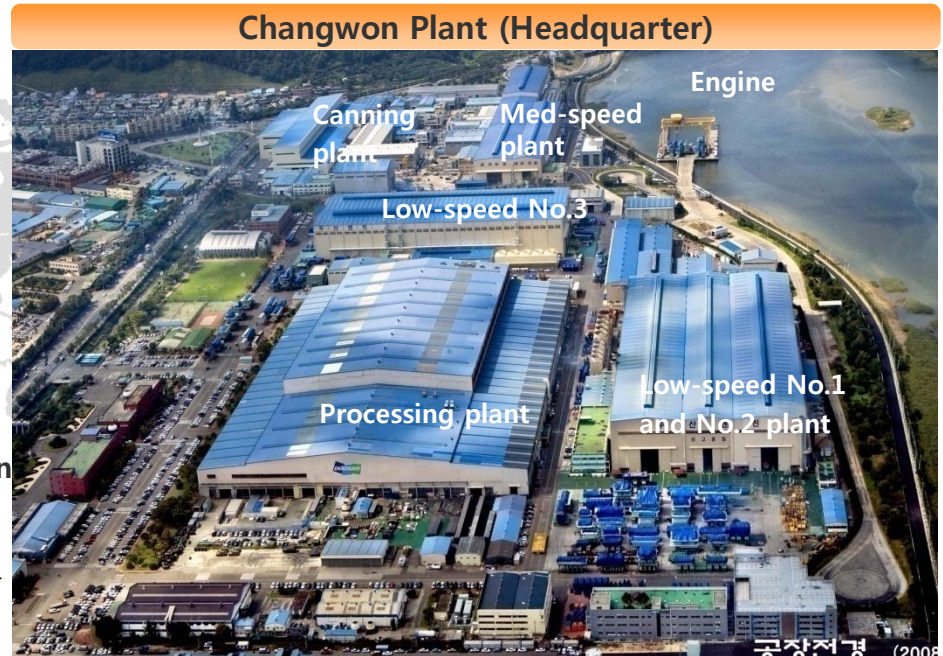 Changwon Plant (Headquarter)
Engine
Canning
plant
Med-speed
plant
Low-speed No.3
Low-speed No.1
and No.2 plant
Processing plant
DOOSAN
n
공장전경 (2008